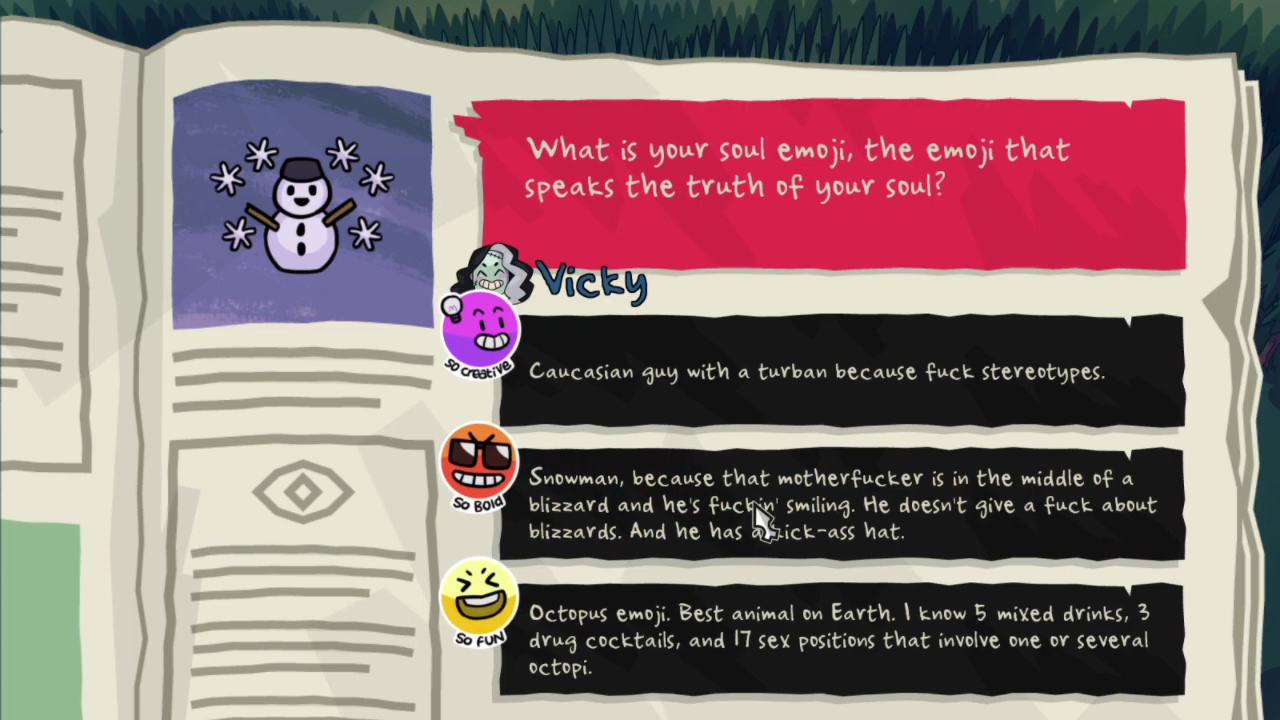 What is your soul emoji, the emoji that
speaks the truth of your soul?
Vicky
So creative
Caucasian guy with a turban because fuck stereotypes.
So Bold
Snowman, because that motherfucker is in the middle of a
blizzard and he's fuckin' smiling. He doesn't give a fuck about
blizzards. And he has a kick-ass hat.
So FUN
Octopus emoji. Best animal on Earth. I know 5 mixed drinks, 3
drug cocktails, and 17 sex positions that involve one or several
octopi.